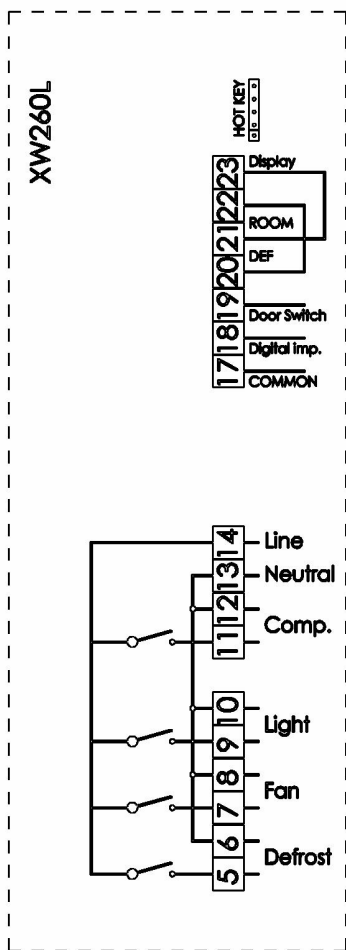 XW260L
HOT KEY
23 Display
22
21 ROOM
20 DEF
19 Door Switch
18 Digital imp.
17 COMMON
14 Line
13 Neutral
12
11 Comp.
10
9 Light
8
7 Fan
6
5 Defrost